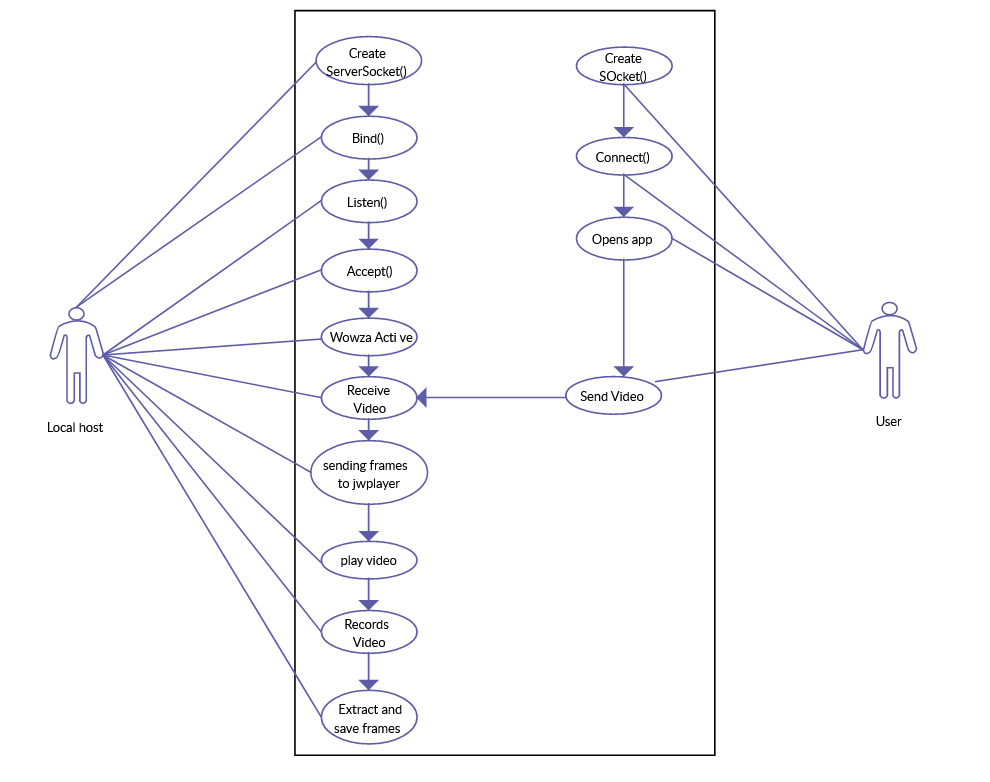 Create
ServerSocket()
Bind()
Listen()
Accept()
Wowza Acti ve
Receive
Video
sending frames
to jwplayer
play video
Records
Video
Extract and
save frames
Create
SOcket()
Connect()
Opens app
Send Video
Local host
User